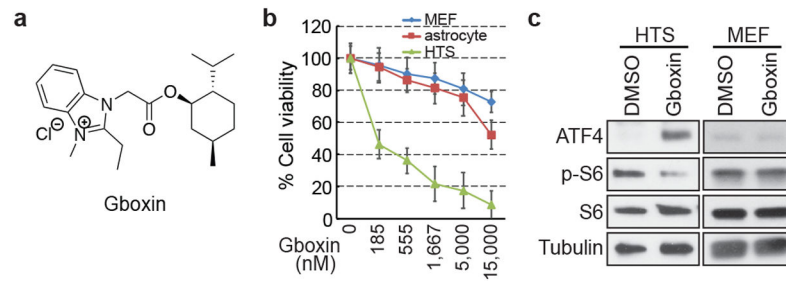 a
N
N
⊕
Cl⊖
O
O
Gboxin
b
% Cell viability
120
100
80
60
40
20
0
MEF
astrocyte
HTS
Gboxin
(nM)
0
185
555
1,667
5,000
15,000
c
HTS
MEF
DMSO
Gboxin
DMSO
Gboxin
ATF4
p-S6
S6
Tubulin